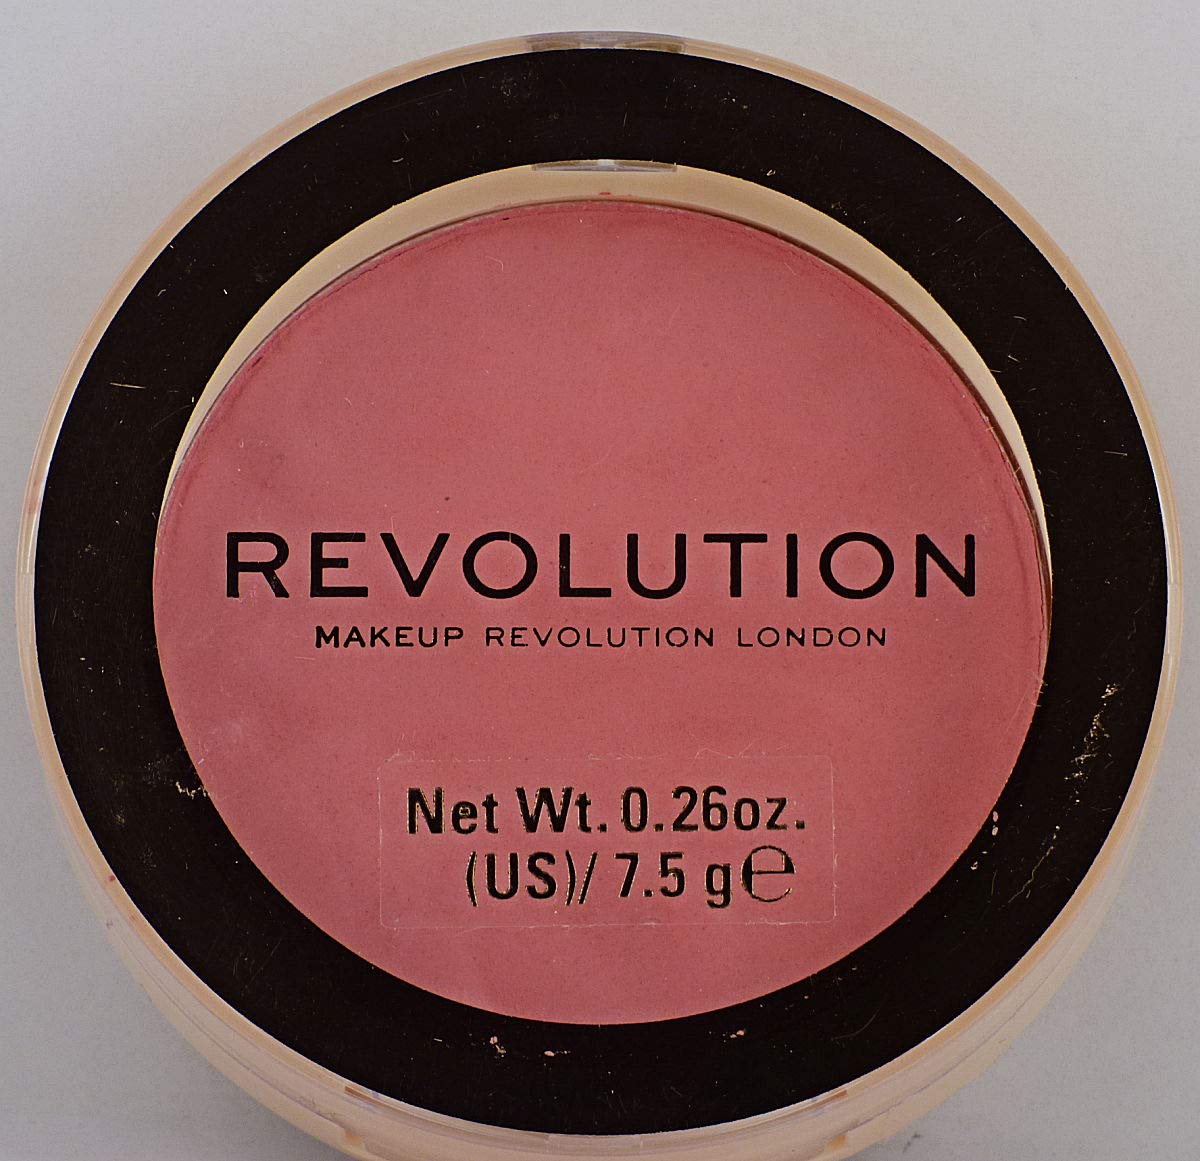 REVOLUTION
MAKEUP REVOLUTION LONDON
Net Wt. 0.26oz.
(US)/ 7.5 g℮